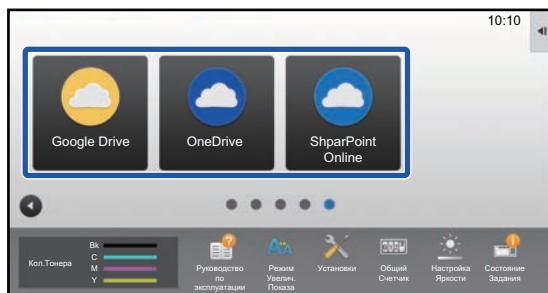 10:10
Google Drive
OneDrive
ShparPoint
Online
Кол.Тонера
Bk
C
M
Y
Руководство
по
эксплуатации
Режим
Увелич.
Показа
Установки
Общий
Счетчик
Настройка
Яркости
Состояние
Задания